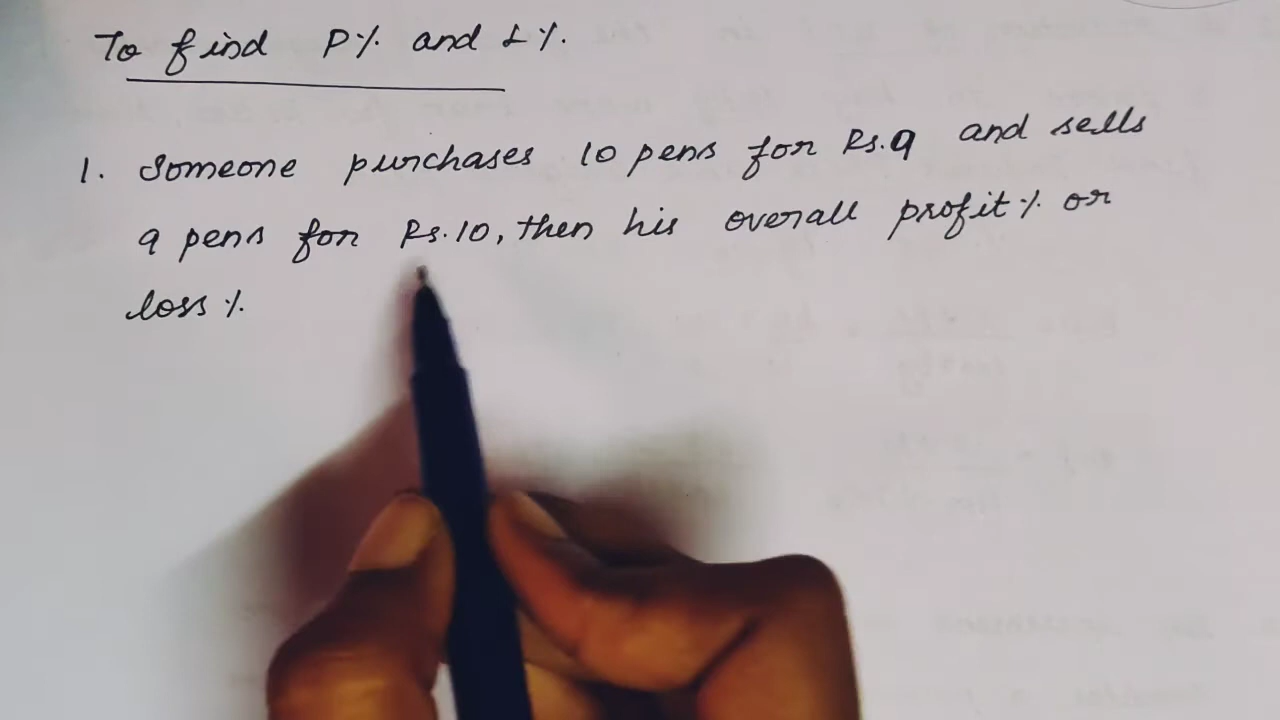 To find P% and L%.
1. Someone purchases 10 pens for Rs.9 and sells
9 pens for Rs.10, then his overall profit% or
loss%